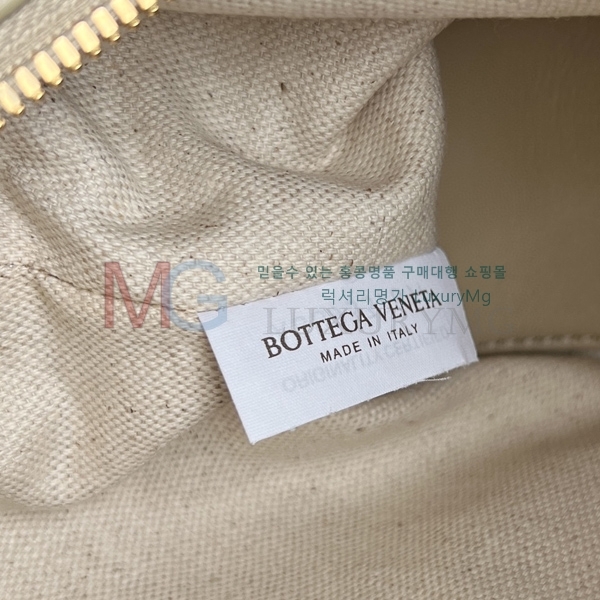 MG
믿을수 있는 홍콩명품 구매대행 쇼핑몰
럭셔리명가 LuxuryMg
BOTTEGA VENETA
MADE IN ITALY